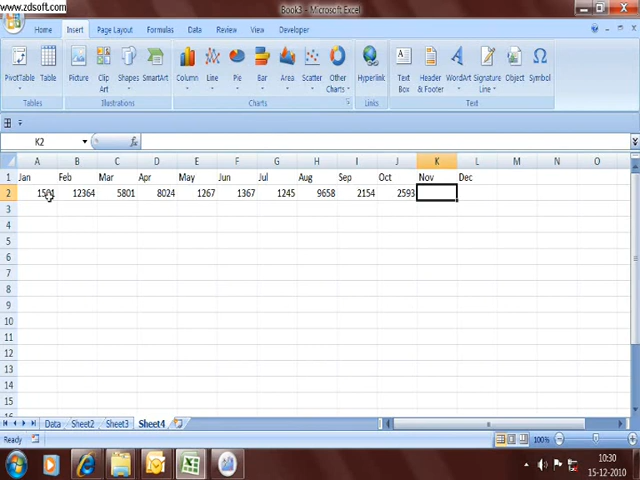 www.zdsoft.com
Book3 - Microsoft Excel
Home Insert Page Layout Formulas Data Review View Developer
PivotTable Table Picture Clip Art Shapes SmartArt Column Line Pie Bar Area Scatter Other Charts Hyperlink Text Box Header & Footer WordArt Signature Line Object Symbol
Tables Illustrations Charts Links Text
K2 fx
A B C D E F G H I J K L M N O
1 Jan Feb Mar Apr May Jun Jul Aug Sep Oct Nov Dec
2 12364 5801 8024 1267 1367 1245 9658 2154 2593
3
4
5
6
7
8
9
10
11
12
13
14
15
Data Sheet2 Sheet3 Sheet4
Ready 100%
10:30
15-12-2010